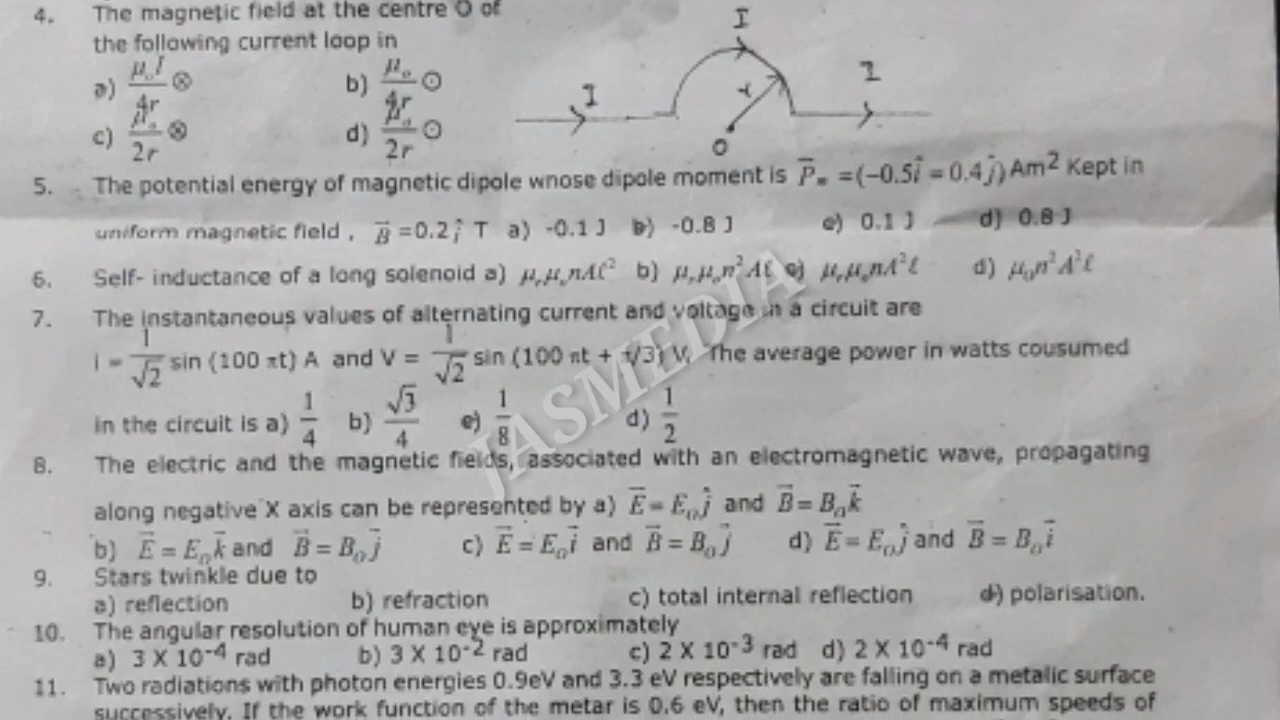 4. The magnetic field at the centre O of
the following current loop in
a) μ₀I/4r ⊗ b) μ₀/4r ⊙
c) μ₀/2r ⊗ d) μ₀/2r ⊙
I
I
I
r
O
5. The potential energy of magnetic dipole whose dipole moment is P⃗ₘ =(−0.5î = 0.4ĵ) Am² Kept in
uniform magnetic field , B⃗ =0.2ĵ T a) -0.1 J b) -0.8 J c) 0.1 J d) 0.8 J
6. Self- inductance of a long solenoid a) μᵣμ₀nAℓ² b) μᵣμ₀n²Aℓ c) μᵣμ₀nA²ℓ d) μ₀n²A²ℓ
7. The instantaneous values of alternating current and voltage in a circuit are
i = 1/√2 sin (100 πt) A and V = 1/√2 sin (100 πt + π/3) V. The average power in watts cousumed
in the circuit is a) 1/4 b) √3/4 c) 1/8 d) 1/2
8. The electric and the magnetic fields, associated with an electromagnetic wave, propagating
along negative X axis can be represented by a) E⃗ = E₀ĵ and B⃗ = B₀k⃗
b) E⃗ = E₀k⃗ and B⃗ = B₀j⃗ c) E⃗ = E₀i⃗ and B⃗ = B₀j⃗ d) E⃗ = E₀ĵ and B⃗ = B₀i⃗
9. Stars twinkle due to
a) reflection b) refraction c) total internal reflection d) polarisation.
10. The angular resolution of human eye is approximately
a) 3 X 10⁻⁴ rad b) 3 X 10⁻² rad c) 2 X 10⁻³ rad d) 2 X 10⁻⁴ rad
11. Two radiations with photon energies 0.9eV and 3.3 eV respectively are falling on a metalic surface
successively. If the work function of the metar is 0.6 eV, then the ratio of maximum speeds of
JASMEDIA